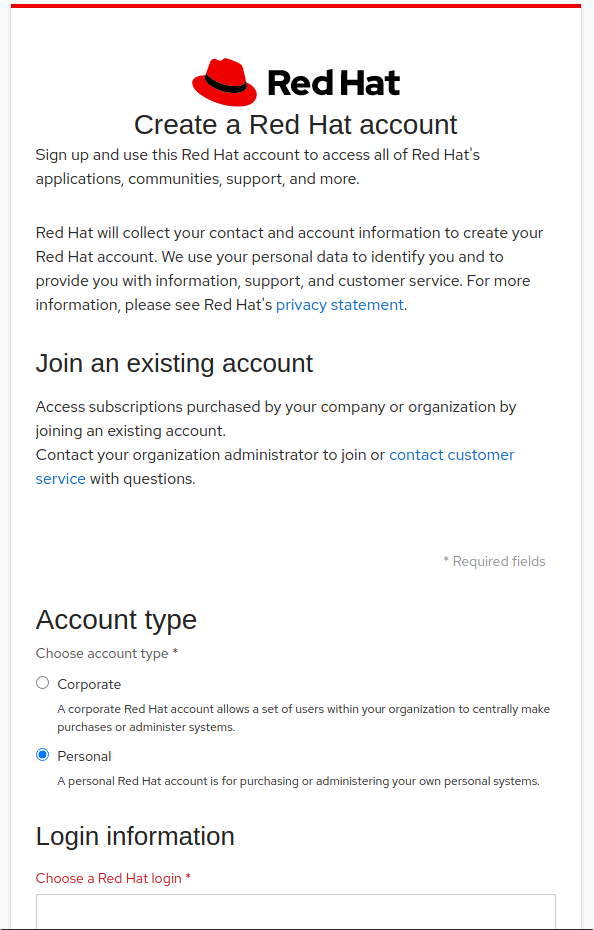 Red Hat
Create a Red Hat account
Sign up and use this Red Hat account to access all of Red Hat's
applications, communities, support, and more.
Red Hat will collect your contact and account information to create your
Red Hat account. We use your personal data to identify you and to
provide you with information, support, and customer service. For more
information, please see Red Hat's privacy statement.
Join an existing account
Access subscriptions purchased by your company or organization by
joining an existing account.
Contact your organization administrator to join or contact customer
service with questions.
* Required fields
Account type
Choose account type *
Corporate
A corporate Red Hat account allows a set of users within your organization to centrally make
purchases or administer systems.
Personal
A personal Red Hat account is for purchasing or administering your own personal systems.
Login information
Choose a Red Hat login *